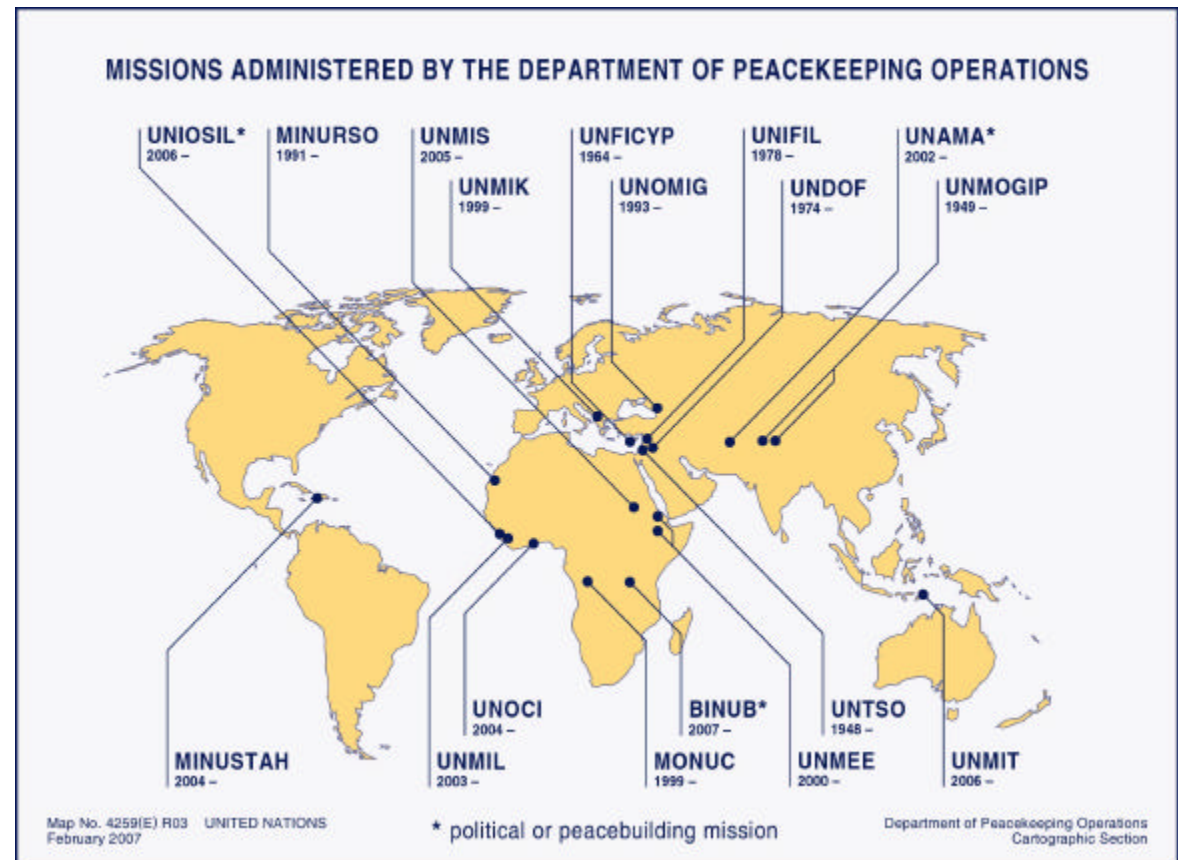 MISSIONS ADMINISTERED BY THE DEPARTMENT OF PEACEKEEPING OPERATIONS
UNIOSIL*
2006 –
MINURSO
1991 –
UNMIS
2005 –
UNFICYP
1964 –
UNIFIL
1978 –
UNAMA*
2002 –
UNMIK
1999 –
UNOMIG
1993 –
UNDOF
1974 –
UNMOGIP
1949 –
UNOCI
2004 –
BINUB*
2007 –
UNTSO
1948 –
MINUSTAH
2004 –
UNMIL
2003 –
MONUC
1999 –
UNMEE
2000 –
UNMIT
2006 –
Map No. 4259(E) R03 UNITED NATIONS
February 2007
* political or peacebuilding mission
Department of Peacekeeping Operations
Cartographic Section